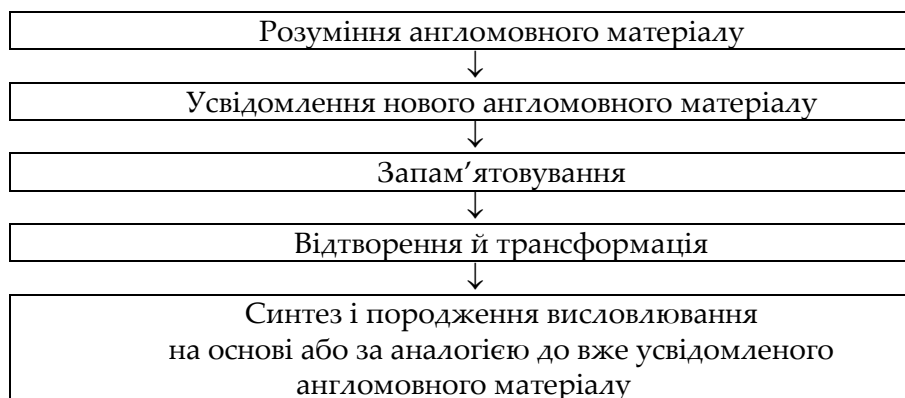 Розуміння англомовного матеріалу
↓
Усвідомлення нового англомовного матеріалу
↓
Запам’ятовування
↓
Відтворення й трансформація
↓
Синтез і породження висловлювання
на основі або за аналогією до вже усвідомленого
англомовного матеріалу